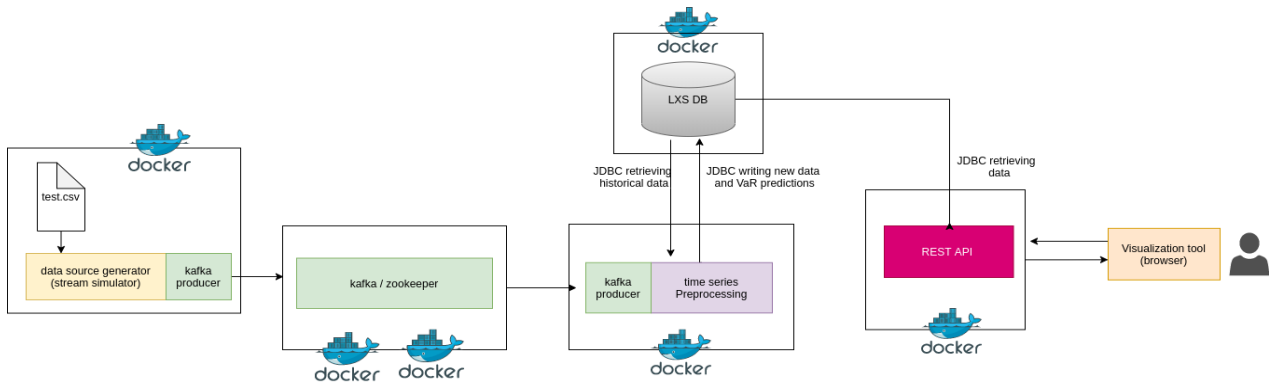 docker
LXS DB
docker
test.csv
data source generator
(stream simulator)
kafka
producer
kafka / zookeeper
docker
docker
JDBC retrieving
historical data
JDBC writing new data
and VaR predictions
kafka
producer
time series
Preprocessing
docker
JDBC retrieving
data
REST API
docker
Visualization tool
(browser)